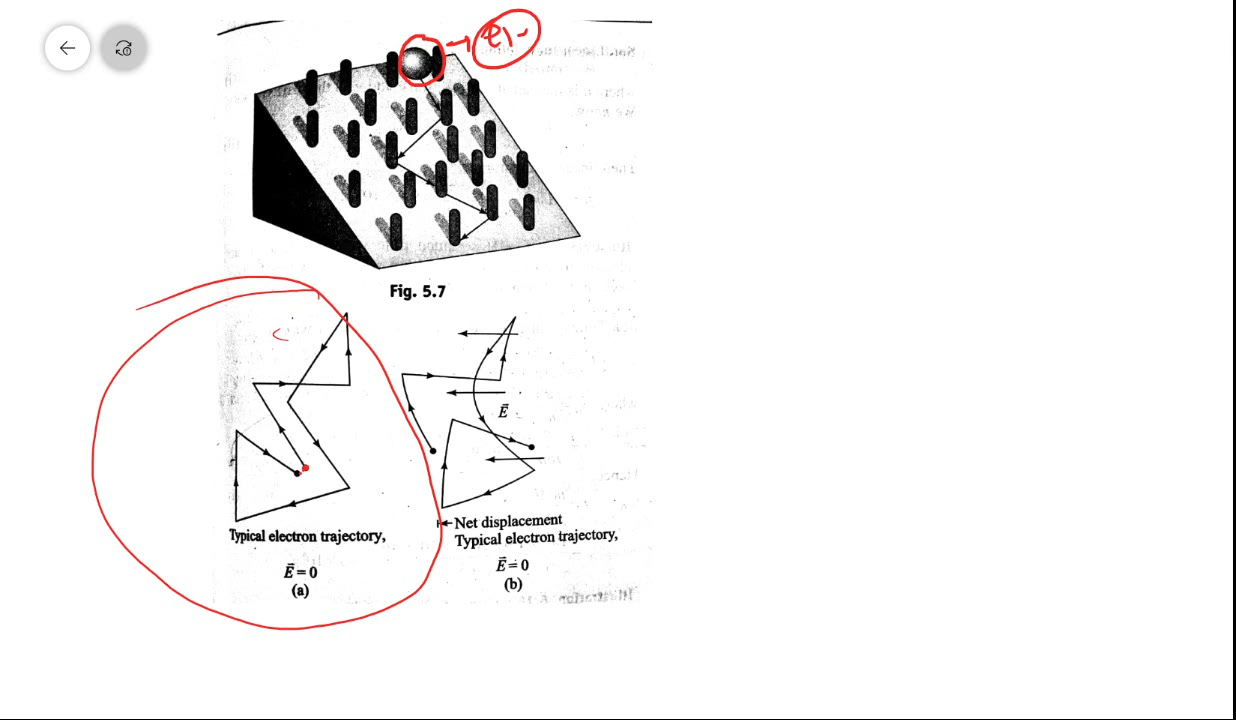 e-
Fig. 5.7
E⃗
Typical electron trajectory,
E⃗ = 0
(a)
Net displacement
Typical electron trajectory,
E⃗ = 0
(b)